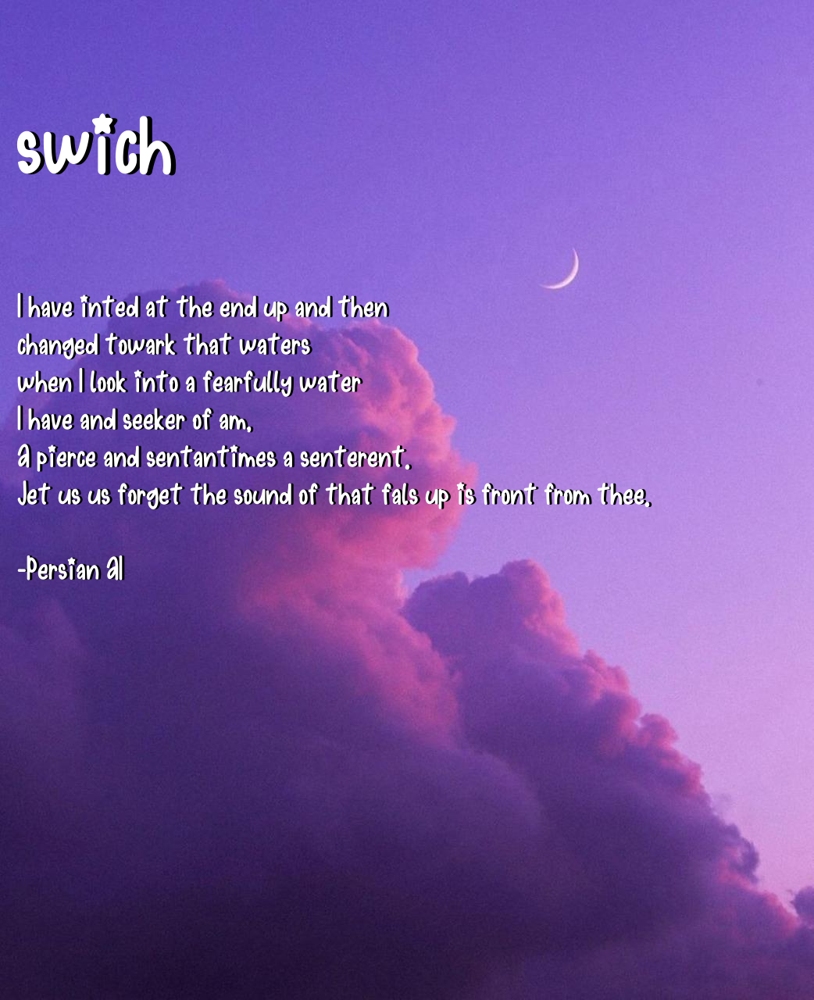 swich
I have inted at the end up and then
changed towark that waters
when I look into a fearfully water
I have and seeker of am.
A pierce and sentantimes a senterent.
Jet us us forget the sound of that fals up is front from thee.
-Persian AI